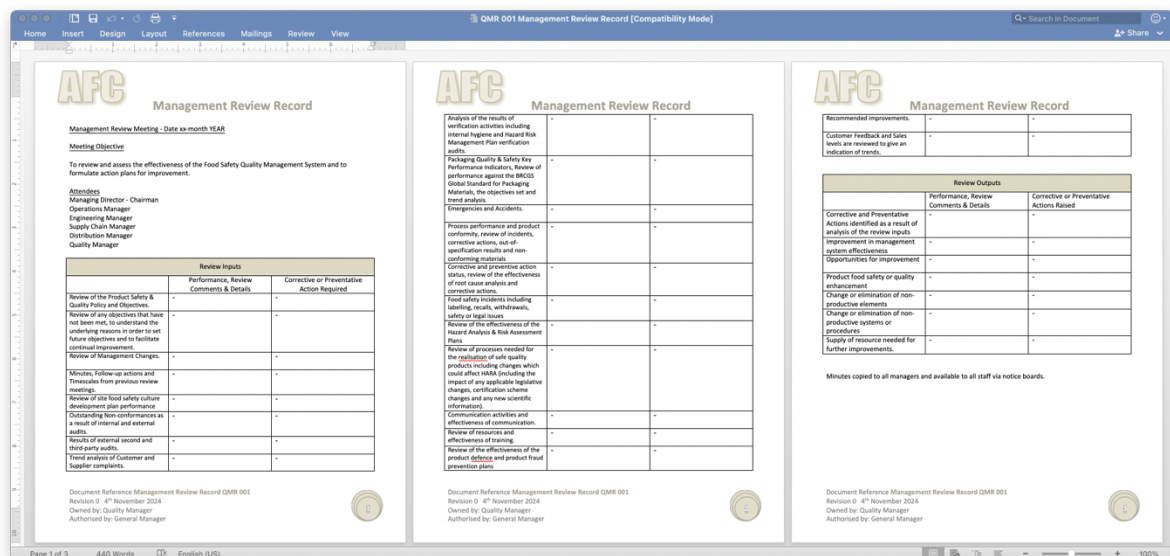 QMR 001 Management Review Record [Compatibility Mode]
Search in Document
Home Insert Design Layout References Mailings Review View
Share
AFC
Management Review Record
Management Review Meeting - Date xx-month YEAR
Meeting Objective
To review and assess the effectiveness of the Food Safety Quality Management System and to
formulate action plans for improvement.
Attendees
Managing Director - Chairman
Operations Manager
Engineering Manager
Supply Chain Manager
Distribution Manager
Quality Manager
Review Inputs
Performance, Review
Comments & Details
Corrective or Preventative
Action Required
Review of the Product Safety &
Quality Policy and Objectives.
Review of any objectives that have
not been met, to understand the
underlying reasons in order to set
future objectives and to facilitate
continual improvement.
Review of Management Changes.
Minutes, Follow-up actions and
Timescales from previous review
meetings.
Review of site food safety culture
development plan performance
Outstanding Non-conformances as
a result of internal and external
audits.
Results of external second and
third-party audits.
Trend analysis of Customer and
Supplier complaints.
Document Reference Management Review Record QMR 001
Revision 0 4th November 2024
Owned by: Quality Manager
Authorised by: General Manager
AFC
Management Review Record
Analysis of the results of
verification activities including
internal hygiene and Hazard Risk
Management Plan verification
audits.
Packaging Quality & Safety Key
Performance Indicators, Review of
performance against the BRCGS
Global Standard for Packaging
Materials, the objectives set and
trend analysis.
Emergencies and Accidents.
Process performance and product
conformity, review of incidents,
corrective actions, out-of-
specification results and non-
conforming materials
Corrective and preventive action
status, review of the effectiveness
of root cause analysis and
corrective actions.
Food safety incidents including
labelling, recalls, withdrawals,
safety or legal issues
Review of the effectiveness of the
Hazard Analysis & Risk Assessment
Plans
Review of processes needed for
the realisation of safe quality
products including changes which
could affect HARA (including the
impact of any applicable legislative
changes, certification scheme
changes and any new scientific
information).
Communication activities and
effectiveness of communication.
Review of resources and
effectiveness of training.
Review of the effectiveness of the
product defence and product fraud
prevention plans
Document Reference Management Review Record QMR 001
Revision 0 4th November 2024
Owned by: Quality Manager
Authorised by: General Manager
AFC
Management Review Record
Recommended improvements.
Customer Feedback and Sales
levels are reviewed to give an
indication of trends.
Review Outputs
Performance, Review
Comments & Details
Corrective or Preventative
Actions Raised
Corrective and Preventative
Actions identified as a result of
analysis of the review inputs
Improvement in management
system effectiveness
Opportunities for improvement
Product food safety or quality
enhancement
Change or elimination of non-
productive elements
Change or elimination of non-
productive systems or
procedures
Supply of resource needed for
further improvements.
Minutes copied to all managers and available to all staff via notice boards.
Document Reference Management Review Record QMR 001
Revision 0 4th November 2024
Owned by: Quality Manager
Authorised by: General Manager
Page 1 of 3 440 Words English (US) 100%